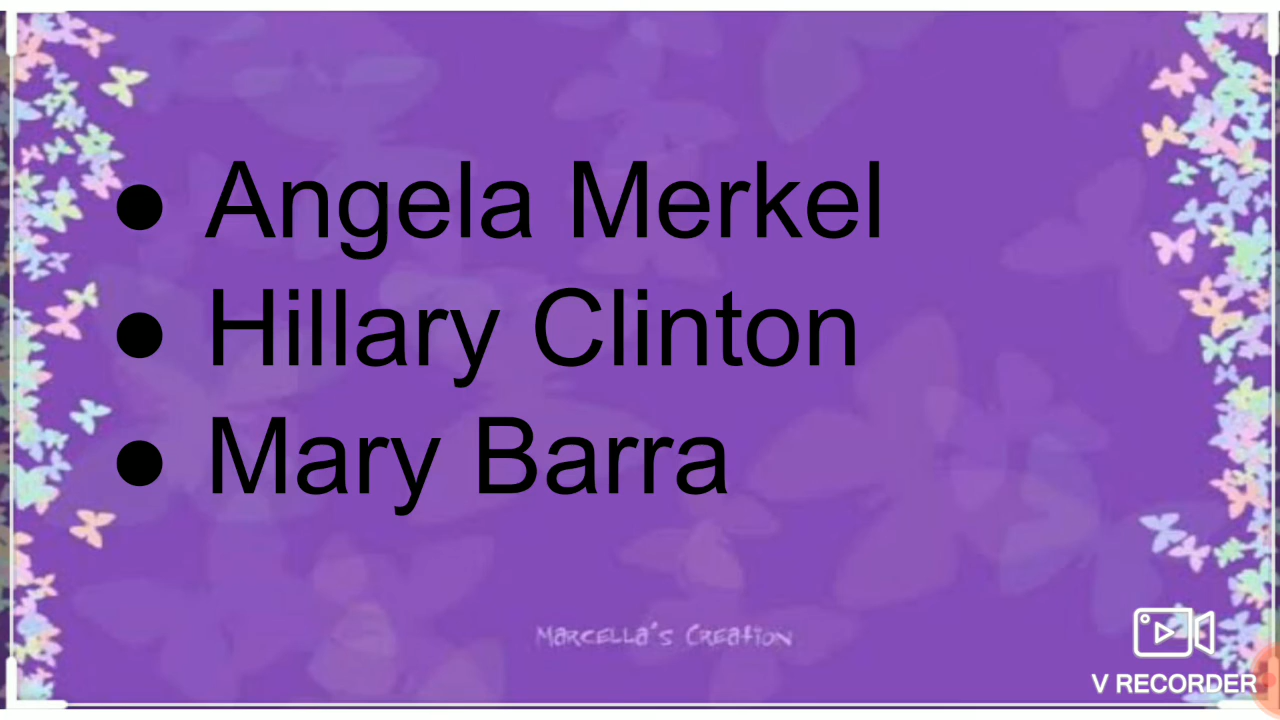 ● Angela Merkel
● Hillary Clinton
● Mary Barra
Marcella's Creation
V RECORDER